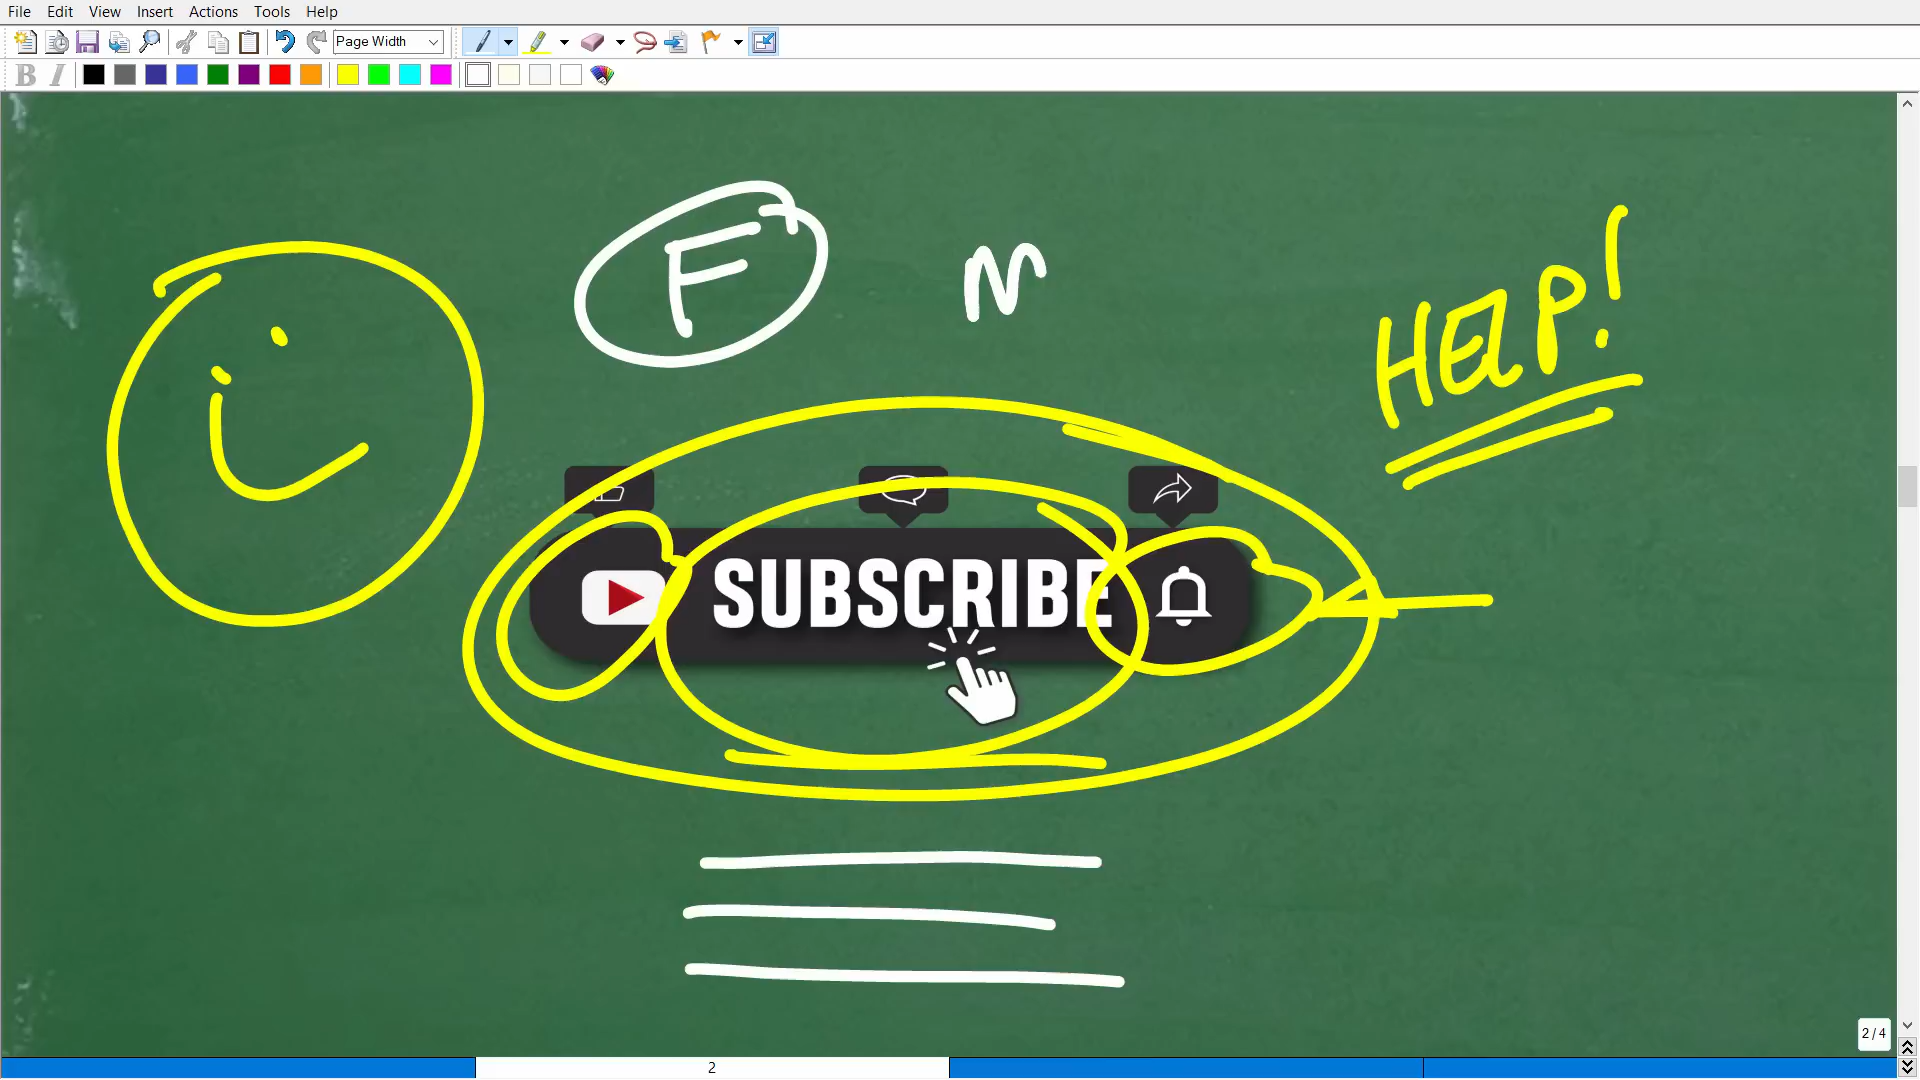 File Edit View Insert Actions Tools Help
Page Width
B I
F
HELP!
SUBSCRIBE
2/4
2